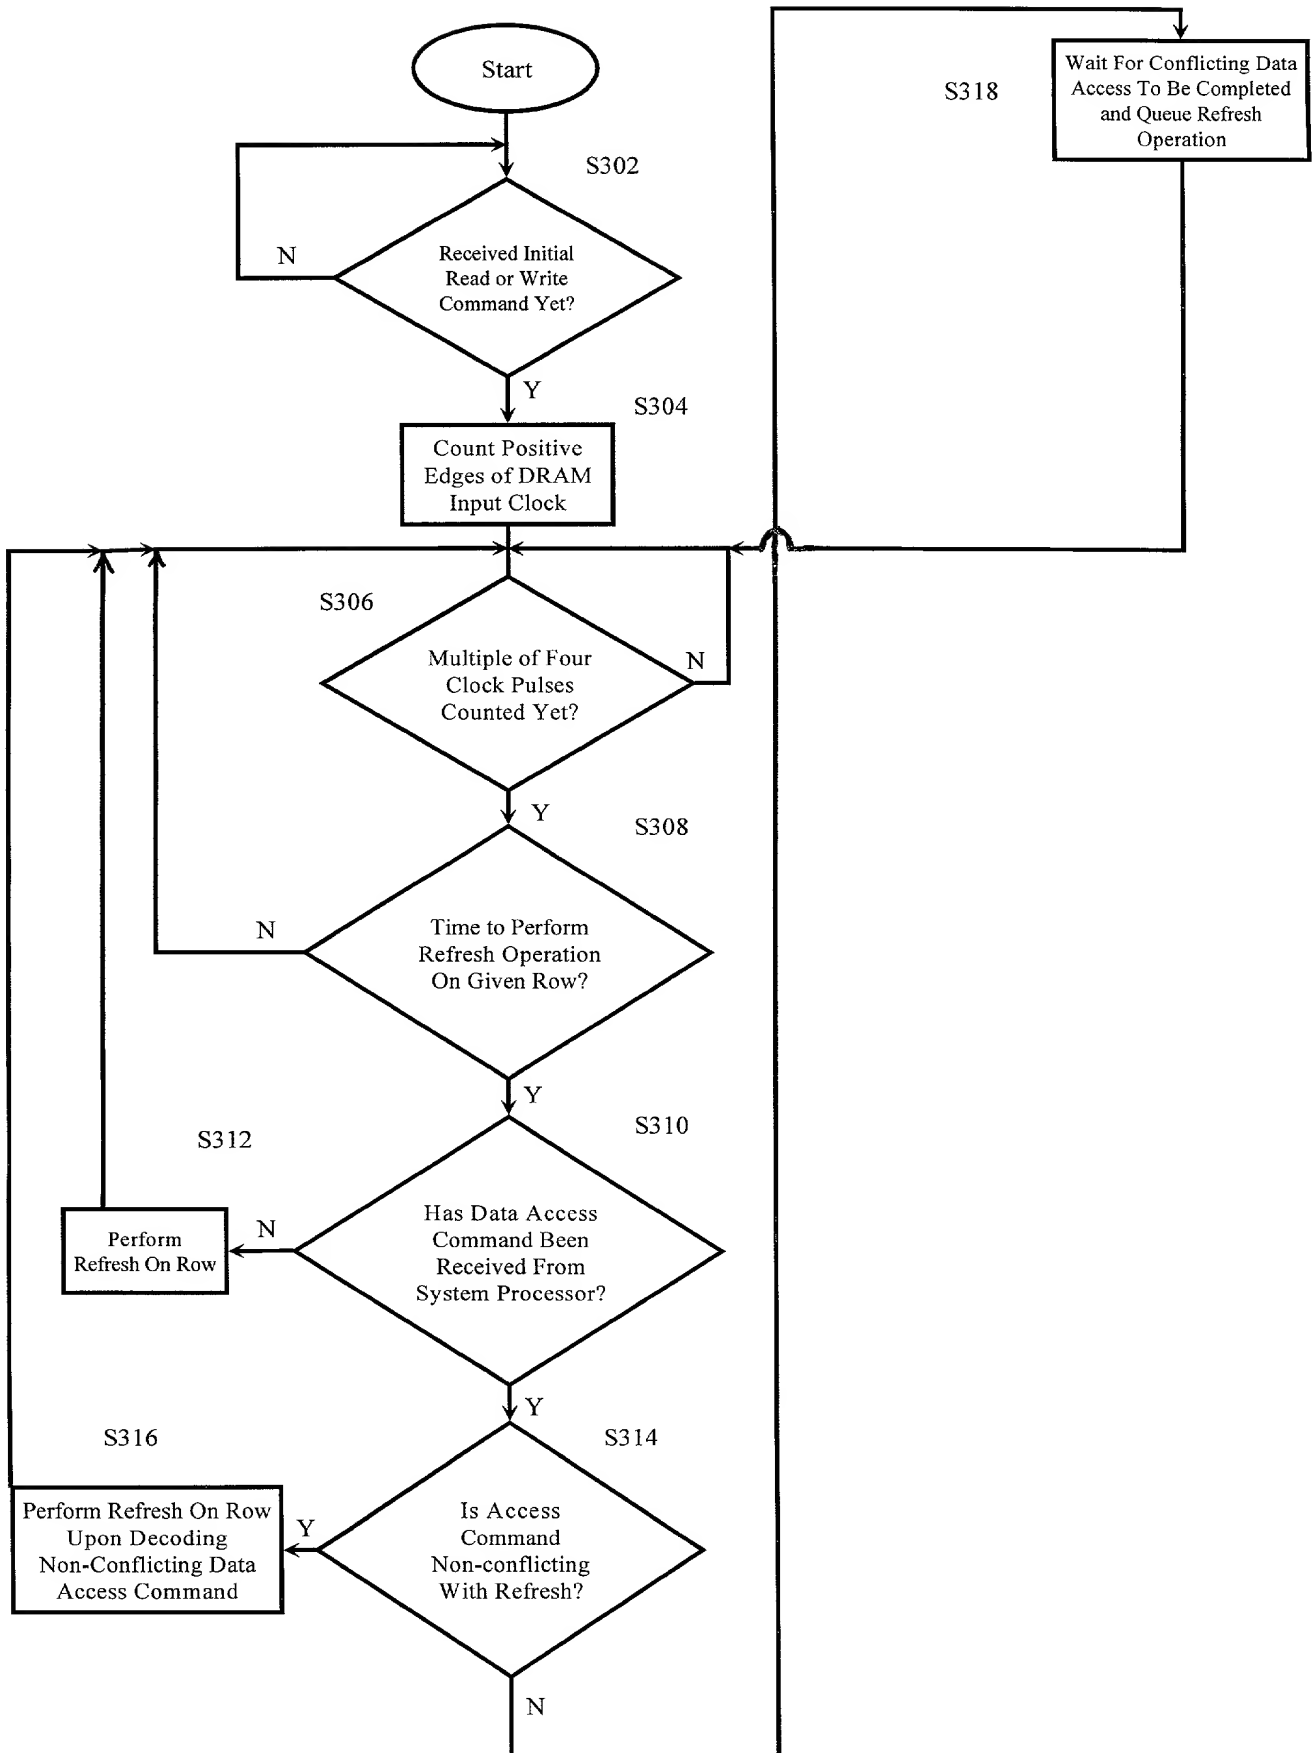 Start
S302
Received Initial
Read or Write
Command Yet?
N
Y
S304
Count Positive
Edges of DRAM
Input Clock
S306
Multiple of Four
Clock Pulses
Counted Yet?
N
Y
S308
Time to Perform
Refresh Operation
On Given Row?
N
Y
S310
Has Data Access
Command Been
Received From
System Processor?
N
S312
Perform
Refresh On Row
Y
S314
Is Access
Command
Non-conflicting
With Refresh?
Y
S316
Perform Refresh On Row
Upon Decoding
Non-Conflicting Data
Access Command
N
S318
Wait For Conflicting Data
Access To Be Completed
and Queue Refresh
Operation